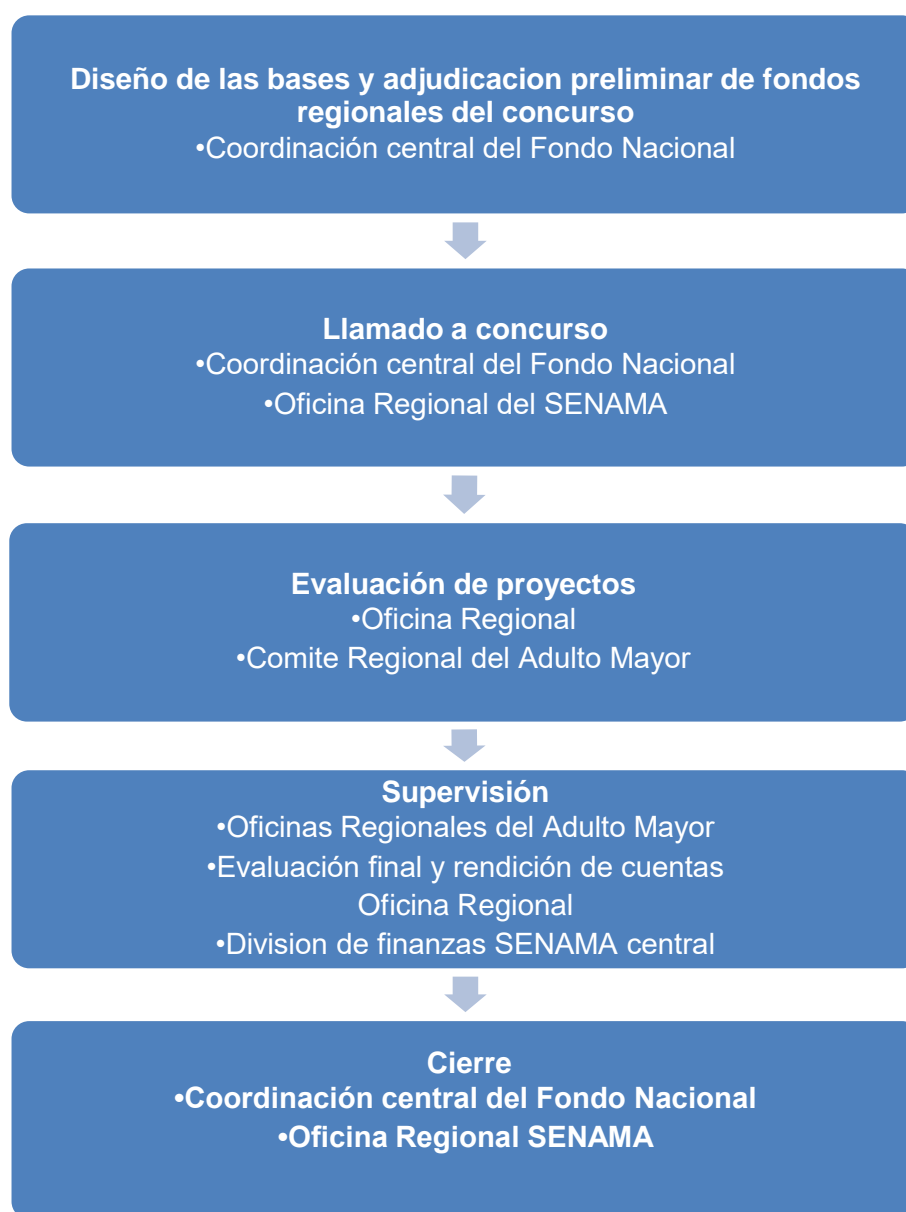 Diseño de las bases y adjudicacion preliminar de fondos
regionales del concurso
•Coordinación central del Fondo Nacional
Llamado a concurso
•Coordinación central del Fondo Nacional
•Oficina Regional del SENAMA
Evaluación de proyectos
•Oficina Regional
•Comite Regional del Adulto Mayor
Supervisión
•Oficinas Regionales del Adulto Mayor
•Evaluación final y rendición de cuentas
Oficina Regional
•Division de finanzas SENAMA central
Cierre
•Coordinación central del Fondo Nacional
•Oficina Regional SENAMA